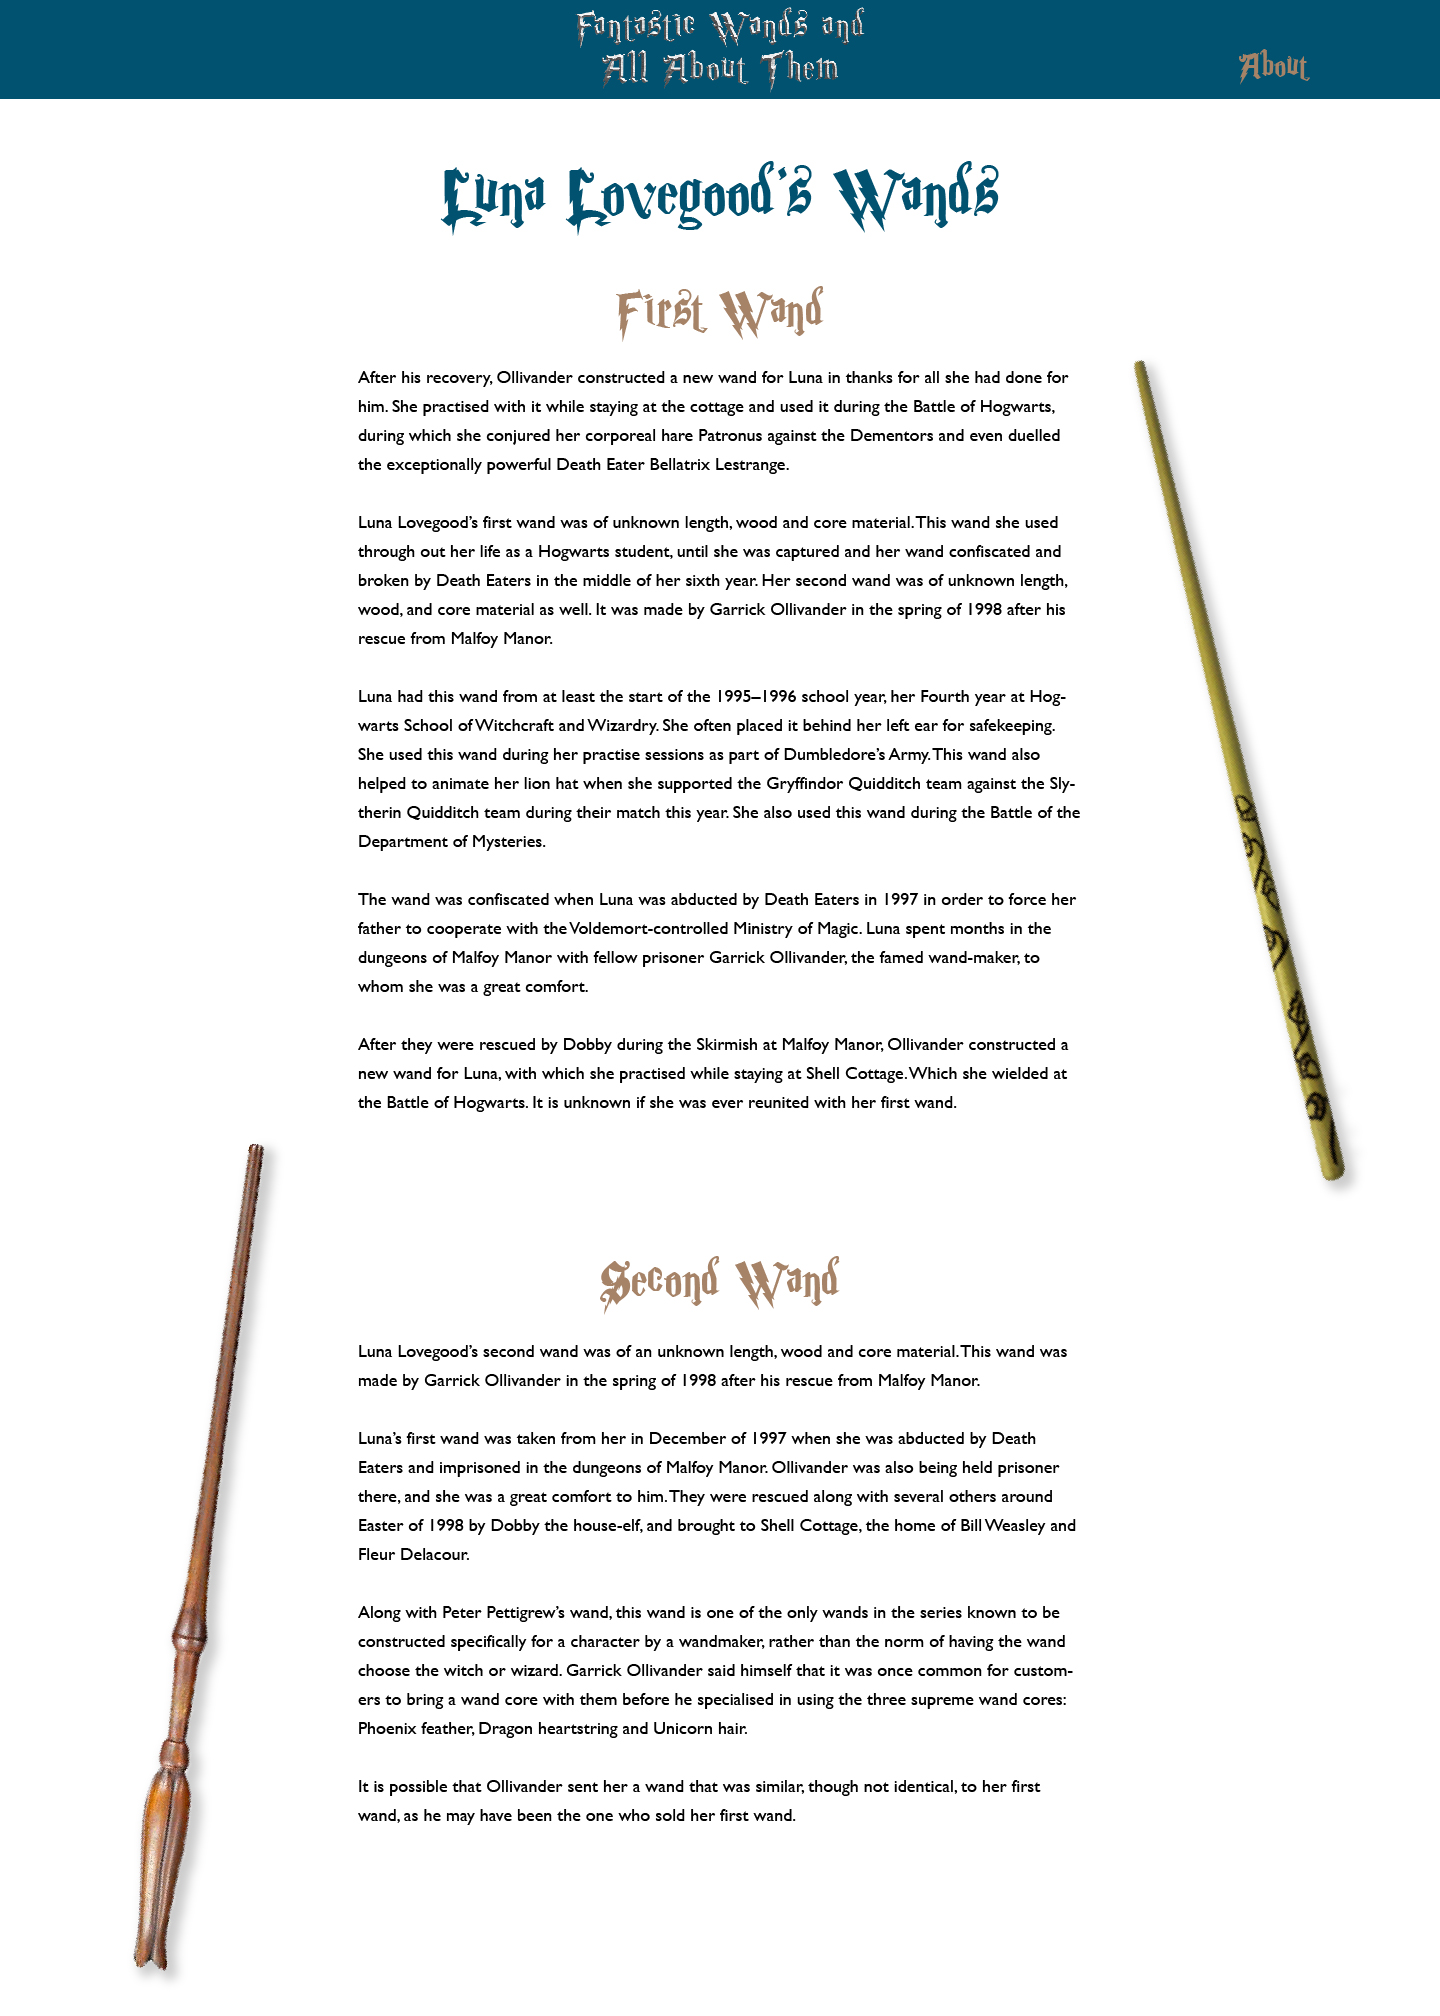 Fantastic Wands and
All About Them
About
Luna Lovegood's Wands
First Wand
After his recovery, Ollivander constructed a new wand for Luna in thanks for all she had done for
him. She practised with it while staying at the cottage and used it during the Battle of Hogwarts,
during which she conjured her corporeal hare Patronus against the Dementors and even duelled
the exceptionally powerful Death Eater Bellatrix Lestrange.
Luna Lovegood's first wand was of unknown length, wood and core material. This wand she used
through out her life as a Hogwarts student, until she was captured and her wand confiscated and
broken by Death Eaters in the middle of her sixth year. Her second wand was of unknown length,
wood, and core material as well. It was made by Garrick Ollivander in the spring of 1998 after his
rescue from Malfoy Manor.
Luna had this wand from at least the start of the 1995–1996 school year, her Fourth year at Hog-
warts School of Witchcraft and Wizardry. She often placed it behind her left ear for safekeeping.
She used this wand during her practise sessions as part of Dumbledore's Army. This wand also
helped to animate her lion hat when she supported the Gryffindor Quidditch team against the Sly-
therin Quidditch team during their match this year. She also used this wand during the Battle of the
Department of Mysteries.
The wand was confiscated when Luna was abducted by Death Eaters in 1997 in order to force her
father to cooperate with the Voldemort-controlled Ministry of Magic. Luna spent months in the
dungeons of Malfoy Manor with fellow prisoner Garrick Ollivander, the famed wand-maker, to
whom she was a great comfort.
After they were rescued by Dobby during the Skirmish at Malfoy Manor, Ollivander constructed a
new wand for Luna, with which she practised while staying at Shell Cottage. Which she wielded at
the Battle of Hogwarts. It is unknown if she was ever reunited with her first wand.
Second Wand
Luna Lovegood's second wand was of an unknown length, wood and core material. This wand was
made by Garrick Ollivander in the spring of 1998 after his rescue from Malfoy Manor.
Luna's first wand was taken from her in December of 1997 when she was abducted by Death
Eaters and imprisoned in the dungeons of Malfoy Manor. Ollivander was also being held prisoner
there, and she was a great comfort to him. They were rescued along with several others around
Easter of 1998 by Dobby the house-elf, and brought to Shell Cottage, the home of Bill Weasley and
Fleur Delacour.
Along with Peter Pettigrew's wand, this wand is one of the only wands in the series known to be
constructed specifically for a character by a wandmaker, rather than the norm of having the wand
choose the witch or wizard. Garrick Ollivander said himself that it was once common for custom-
ers to bring a wand core with them before he specialised in using the three supreme wand cores:
Phoenix feather, Dragon heartstring and Unicorn hair.
It is possible that Ollivander sent her a wand that was similar, though not identical, to her first
wand, as he may have been the one who sold her first wand.